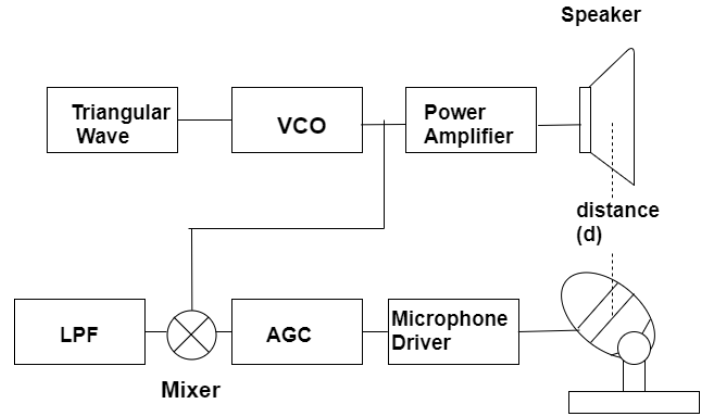 Speaker
Triangular
Wave
VCO
Power
Amplifier
distance
(d)
LPF
AGC
Microphone
Driver
Mixer